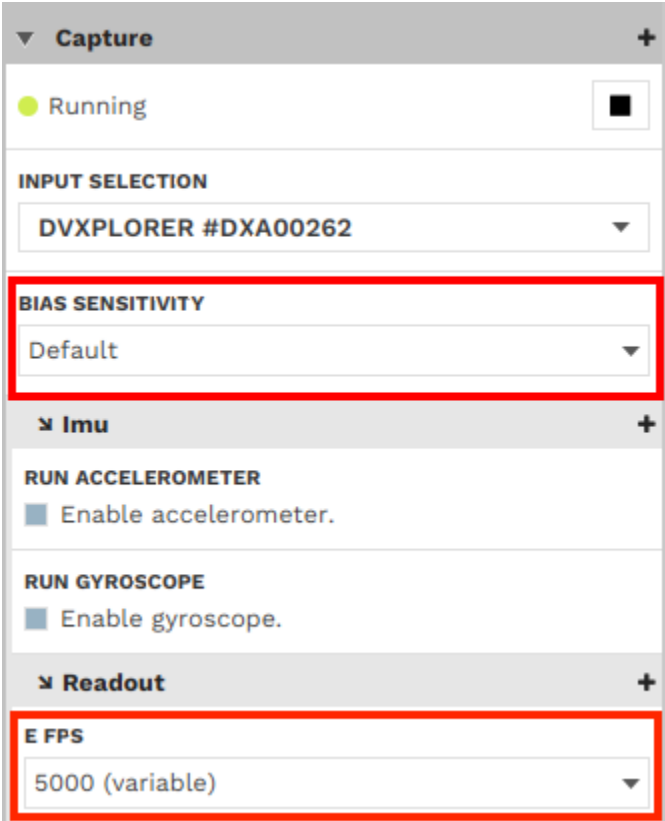 Capture
Running
INPUT SELECTION
DVXPLORER #DXA00262
BIAS SENSITIVITY
Default
Imu
RUN ACCELEROMETER
Enable accelerometer.
RUN GYROSCOPE
Enable gyroscope.
Readout
E FPS
5000 (variable)